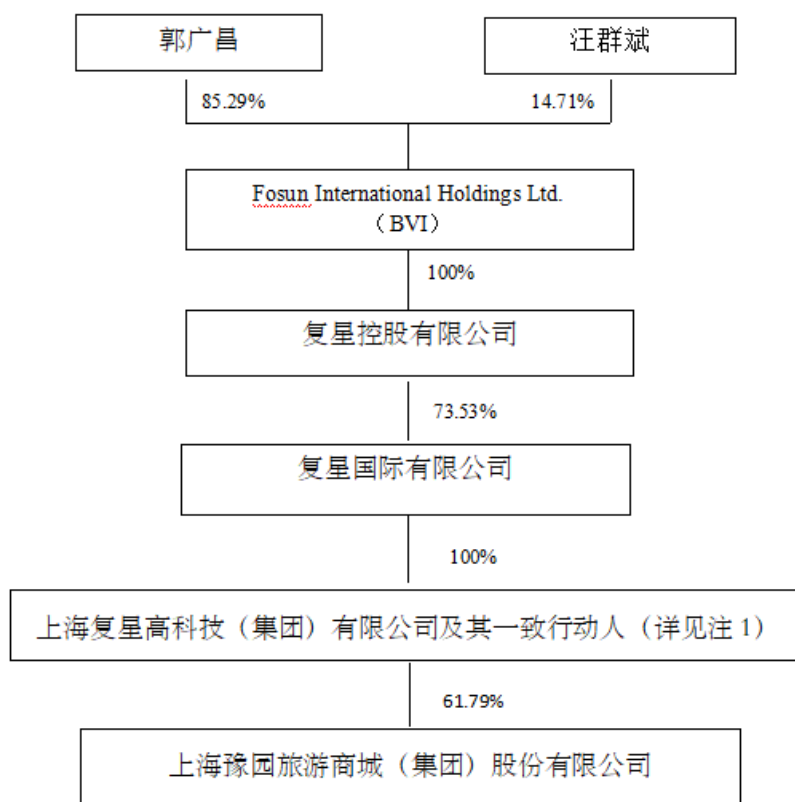 郭广昌
汪群斌
85.29%
14.71%
Fosun International Holdings Ltd.
（BVI）
100%
复星控股有限公司
73.53%
复星国际有限公司
100%
上海复星高科技（集团）有限公司及其一致行动人（详见注 1）
61.79%
上海豫园旅游商城（集团）股份有限公司